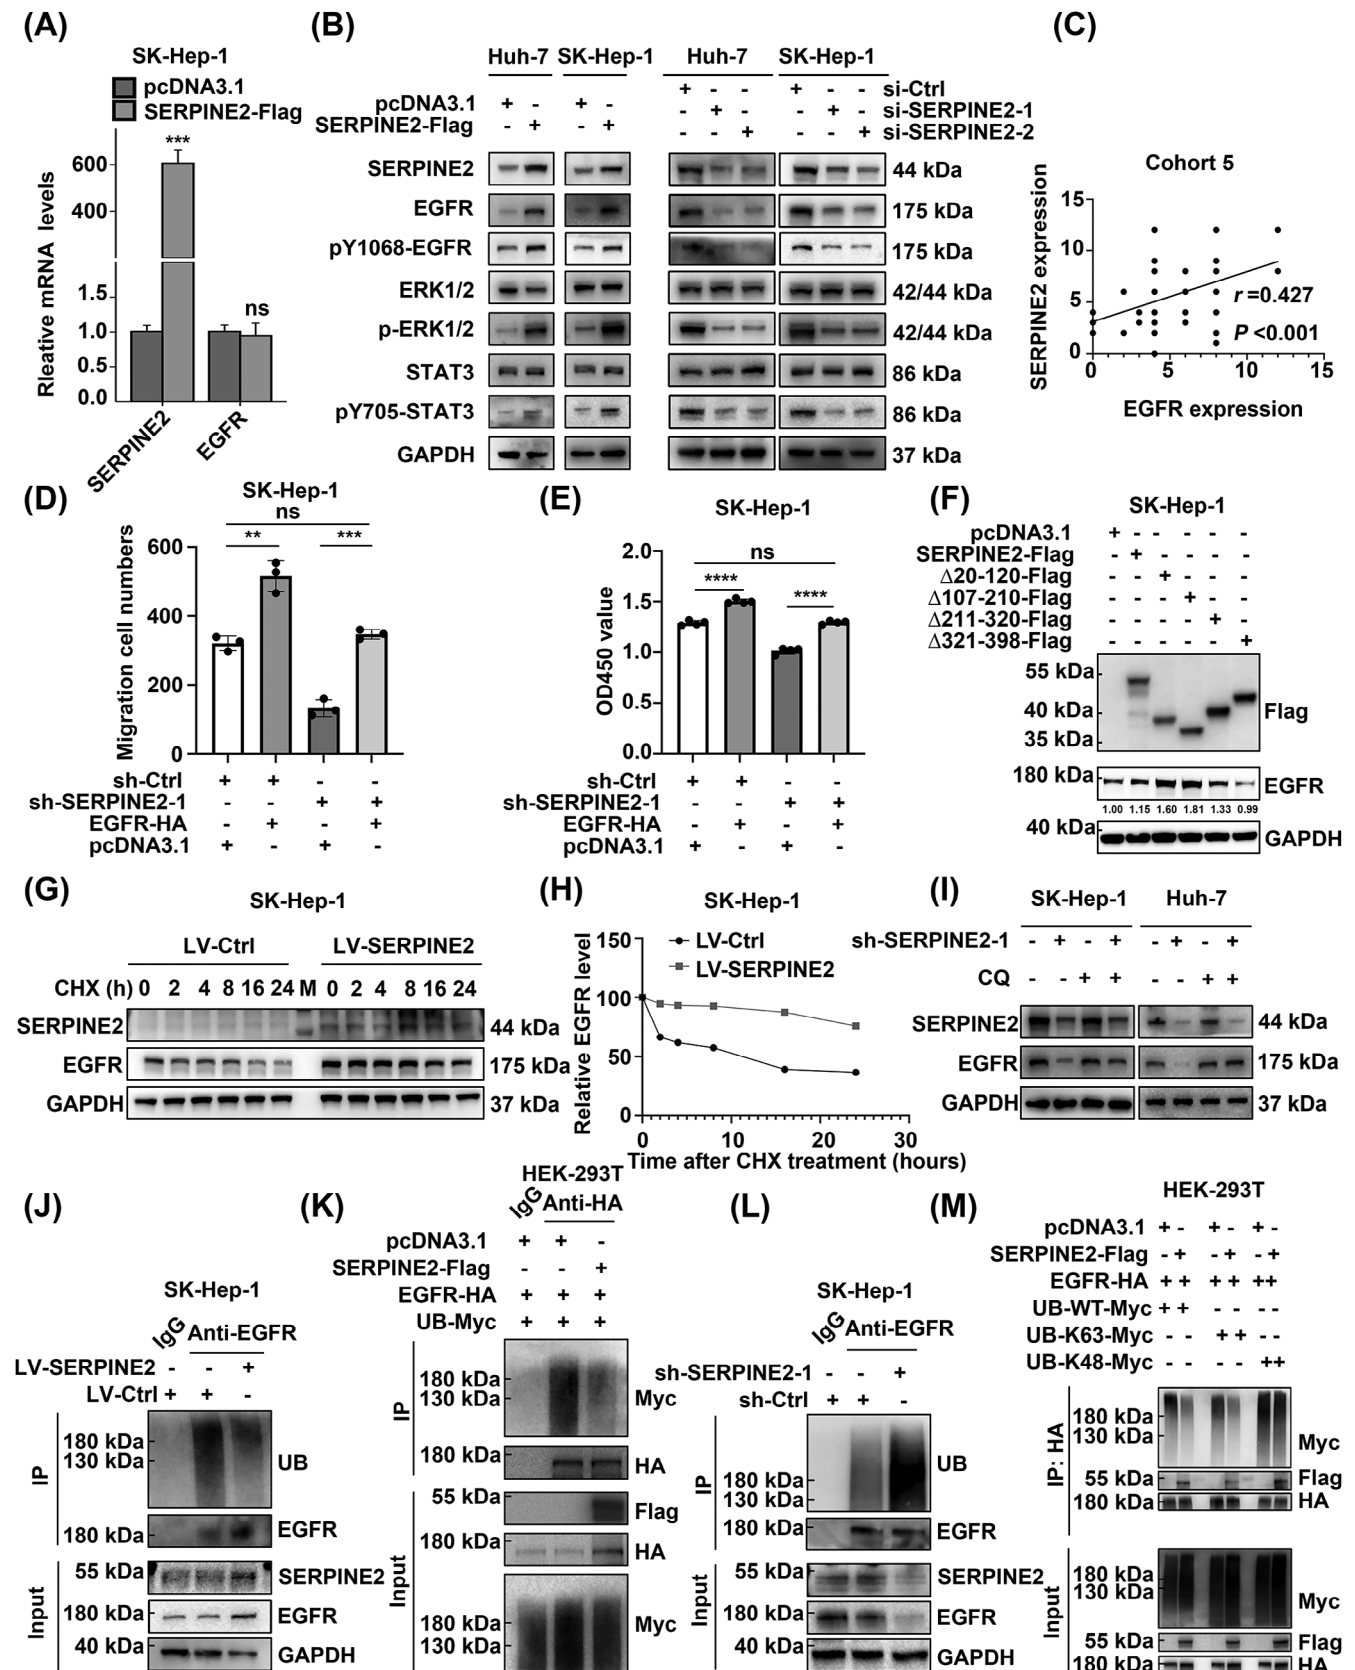 (A)
SK-Hep-1
pcDNA3.1
SERPINE2-Flag
Rleative mRNA levels
600
400
1.5
1.0
0.5
0.0
***
ns
SERPINE2
EGFR
(B)
Huh-7 SK-Hep-1 Huh-7 SK-Hep-1
pcDNA3.1 + - + -
SERPINE2-Flag - + - +
+ - - + - - si-Ctrl
- + - - + - si-SERPINE2-1
- - + - - + si-SERPINE2-2
SERPINE2 44 kDa
EGFR 175 kDa
pY1068-EGFR 175 kDa
ERK1/2 42/44 kDa
p-ERK1/2 42/44 kDa
STAT3 86 kDa
pY705-STAT3 86 kDa
GAPDH 37 kDa
(C)
Cohort 5
SERPINE2 expression
15
10
5
0
r=0.427
P <0.001
0 5 10 15
EGFR expression
(D)
SK-Hep-1
ns
** ***
Migration cell numbers
600
400
200
0
sh-Ctrl + + - -
sh-SERPINE2-1 - - + +
EGFR-HA - + - +
pcDNA3.1 + - + -
(E)
SK-Hep-1
ns
**** ****
OD450 value
2.0
1.5
1.0
0.5
0.0
sh-Ctrl + + - -
sh-SERPINE2-1 - - + +
EGFR-HA - + - +
pcDNA3.1 + - + -
(F)
SK-Hep-1
pcDNA3.1 + - - - - -
SERPINE2-Flag - + - - - -
Δ20-120-Flag - - + - - -
Δ107-210-Flag - - - + - -
Δ211-320-Flag - - - - + -
Δ321-398-Flag - - - - - +
55 kDa
40 kDa
35 kDa
Flag
180 kDa
EGFR
1.00 1.15 1.60 1.81 1.33 0.99
40 kDa
GAPDH
(G)
SK-Hep-1
LV-Ctrl LV-SERPINE2
CHX (h) 0 2 4 8 16 24 M 0 2 4 8 16 24
SERPINE2 44 kDa
EGFR 175 kDa
GAPDH 37 kDa
(H)
SK-Hep-1
LV-Ctrl
LV-SERPINE2
Relative EGFR level
150
100
50
0
0 10 20 30
Time after CHX treatment (hours)
(I)
SK-Hep-1 Huh-7
sh-SERPINE2-1 - + - + - + - +
CQ - - + + - - + +
SERPINE2 44 kDa
EGFR 175 kDa
GAPDH 37 kDa
(J)
SK-Hep-1
IgG Anti-EGFR
LV-SERPINE2 - - +
LV-Ctrl + + -
IP
180 kDa
130 kDa
UB
180 kDa
EGFR
Input
55 kDa
SERPINE2
180 kDa
EGFR
40 kDa
GAPDH
(K)
HEK-293T
IgG Anti-HA
pcDNA3.1 + + -
SERPINE2-Flag - - +
EGFR-HA + + +
UB-Myc + + +
IP
180 kDa
130 kDa
Myc
180 kDa
HA
Input
55 kDa
Flag
180 kDa
HA
180 kDa
130 kDa
Myc
(L)
SK-Hep-1
IgG Anti-EGFR
sh-SERPINE2-1 - - +
sh-Ctrl + + -
IP
180 kDa
130 kDa
UB
180 kDa
EGFR
Input
55 kDa
SERPINE2
180 kDa
EGFR
40 kDa
GAPDH
(M)
HEK-293T
pcDNA3.1 + - + - + -
SERPINE2-Flag - + - + - +
EGFR-HA + + + + + +
UB-WT-Myc + + - - - -
UB-K63-Myc - - + + - -
UB-K48-Myc - - - - + +
IP: HA
180 kDa
130 kDa
Myc
55 kDa
Flag
180 kDa
HA
Input
180 kDa
130 kDa
Myc
55 kDa
Flag
180 kDa
HA